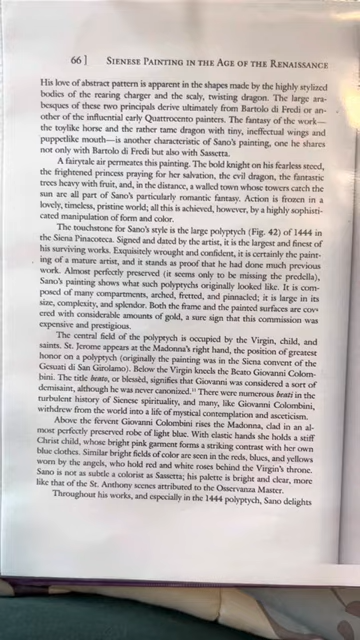 66 ] SIENESE PAINTING IN THE AGE OF THE RENAISSANCE
His love of abstract pattern is apparent in the shapes made by the highly stylized
bodies of the rearing charger and the scaly, twisting dragon. The large ara-
besques of these two principals derive ultimately from Bartolo di Fredi or an-
other of the influential early Quattrocento painters. The fantasy of the work—
the toylike horse and the rather tame dragon with tiny, ineffectual wings and
puppetlike mouth—is another characteristic of Sano's painting, one he shares
not only with Bartolo di Fredi but also with Sassetta.
A fairytale air permeates this painting. The bold knight on his fearless steed,
the frightened princess praying for her salvation, the evil dragon, the fantastic
trees heavy with fruit, and, in the distance, a walled town whose towers catch the
sun are all part of Sano's particularly romantic fantasy. Action is frozen in a
lovely, timeless, pristine world; all this is achieved, however, by a highly sophisti-
cated manipulation of form and color.
The touchstone for Sano's style is the large polyptych (Fig. 42) of 1444 in
the Siena Pinacoteca. Signed and dated by the artist, it is the largest and finest of
his surviving works. Exquisitely wrought and confident, it is certainly the paint-
ing of a mature artist, and it stands as proof that he had done much previous
work. Almost perfectly preserved (it seems only to be missing the predella),
Sano's painting shows what such polyptychs originally looked like. It is com-
posed of many compartments, arched, fretted, and pinnacled; it is large in its
size, complexity, and splendor. Both the frame and the painted surfaces are cov-
ered with considerable amounts of gold, a sure sign that this commission was
expensive and prestigious.
The central field of the polyptych is occupied by the Virgin, child, and
saints. St. Jerome appears at the Madonna's right hand, the position of greatest
honor on a polyptych (originally the painting was in the Siena convent of the
Gesuati di San Girolamo). Below the Virgin kneels the Beato Giovanni Colom-
bini. The title beato, or blessed, signifies that Giovanni was considered a sort of
demisaint, although he was never canonized.¹¹ There were numerous beati in the
turbulent history of Sienese spirituality, and many, like Giovanni Colombini,
withdrew from the world into a life of mystical contemplation and asceticism.
Above the fervent Giovanni Colombini rises the Madonna, clad in an al-
most perfectly preserved robe of light blue. With elastic hands she holds a stiff
Christ child, whose bright pink garment forms a striking contrast with her own
blue clothes. Similar bright fields of color are seen in the reds, blues, and yellows
worn by the angels, who hold red and white roses behind the Virgin's throne.
Sano is not as subtle a colorist as Sassetta; his palette is bright and clear, more
like that of the St. Anthony scenes attributed to the Osservanza Master.
Throughout his works, and especially in the 1444 polyptych, Sano delights